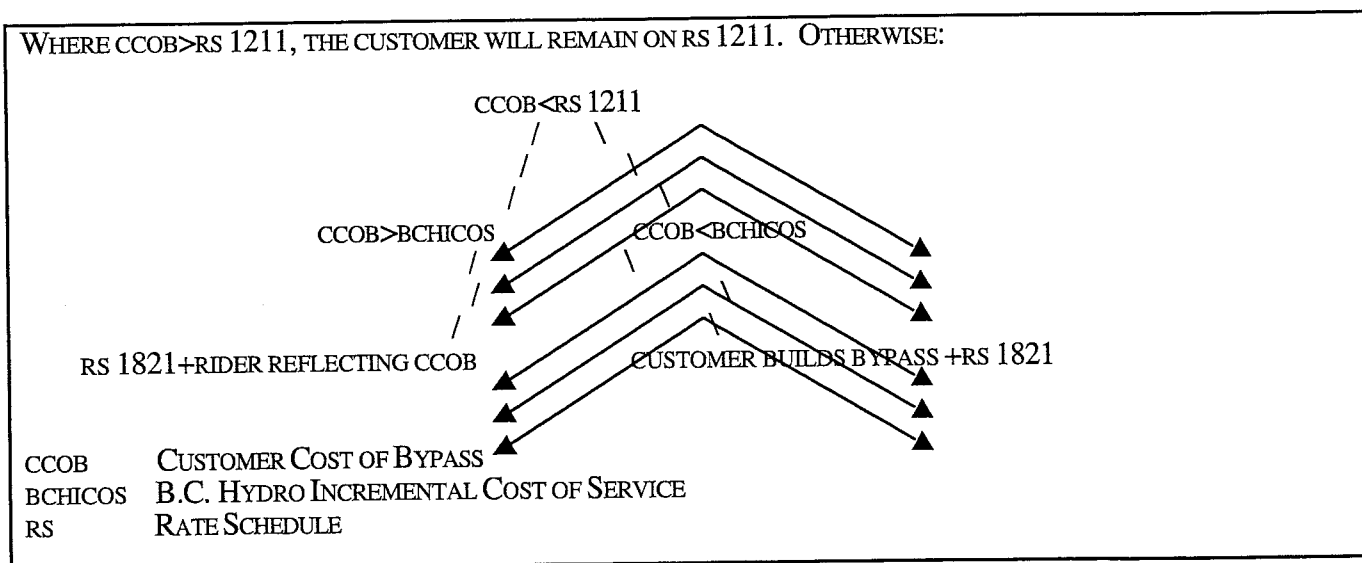 WHERE CCOB>RS 1211, THE CUSTOMER WILL REMAIN ON RS 1211. OTHERWISE:
CCOB<RS 1211
CCOB>BCHICOS CCOB<BCHICOS
RS 1821+RIDER REFLECTING CCOB CUSTOMER BUILDS BYPASS +RS 1821
CCOB CUSTOMER COST OF BYPASS
BCHICOS B.C. HYDRO INCREMENTAL COST OF SERVICE
RS RATE SCHEDULE